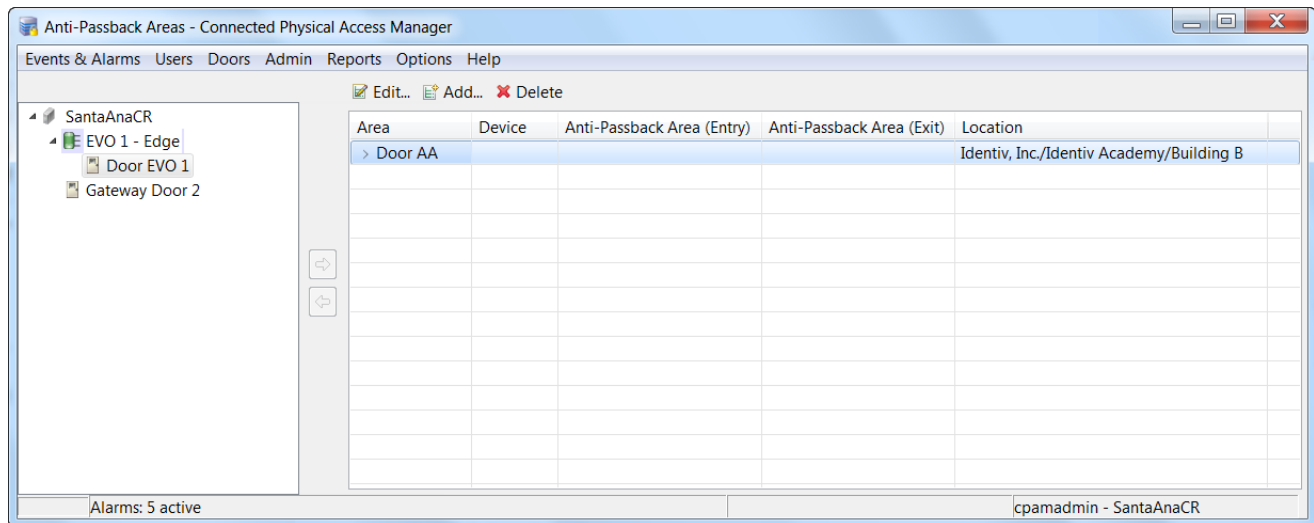 Anti-Passback Areas - Connected Physical Access Manager
Events & Alarms Users Doors Admin Reports Options Help
Edit... Add... Delete
SantaAnaCR
EVO 1 - Edge
Door EVO 1
Gateway Door 2
Area Device Anti-Passback Area (Entry) Anti-Passback Area (Exit) Location
Door AA Identiv, Inc./Identiv Academy/Building B
Alarms: 5 active cpamadmin - SantaAnaCR